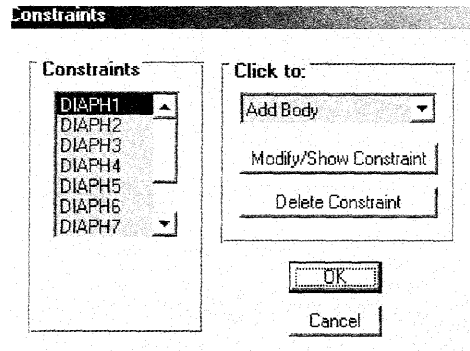 Constraints
Constraints
DIAPH1
DIAPH2
DIAPH3
DIAPH4
DIAPH5
DIAPH6
DIAPH7
Click to:
Add Body
Modify/Show Constraint
Delete Constraint
OK
Cancel